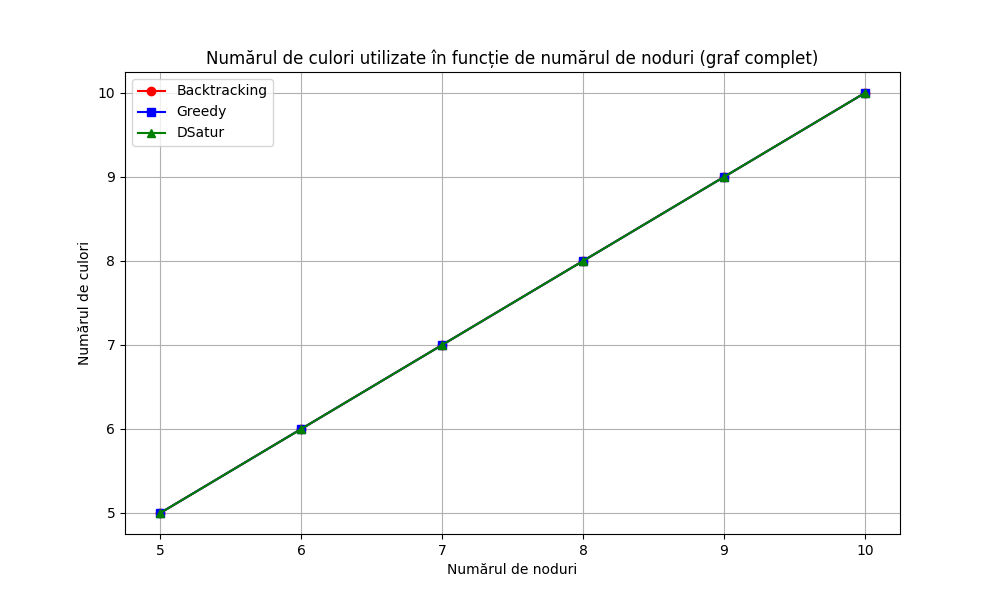 Numărul de culori utilizate în funcție de numărul de noduri (graf complet)
Backtracking
Greedy
DSatur
Numărul de culori
10
9
8
7
6
5
5 6 7 8 9 10
Numărul de noduri